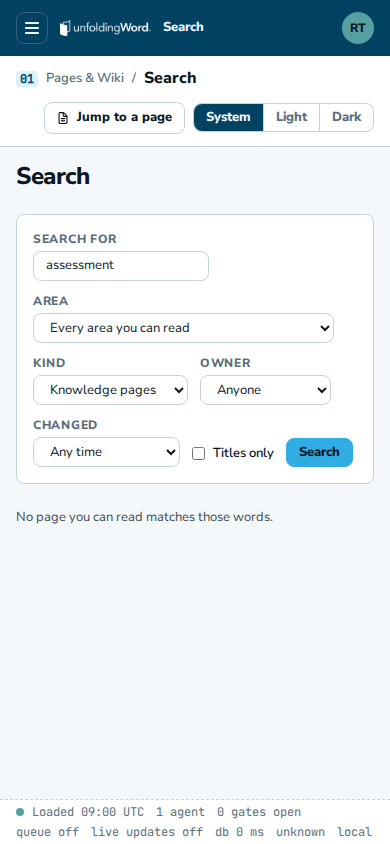 unfoldingWord. Search RT
01 Pages & Wiki / Search
Jump to a page System Light Dark
Search
SEARCH FOR
assessment
AREA
Every area you can read
KIND OWNER
Knowledge pages Anyone
CHANGED
Any time Titles only Search
No page you can read matches those words.
Loaded 09:00 UTC 1 agent 0 gates open
queue off live updates off db 0 ms unknown local